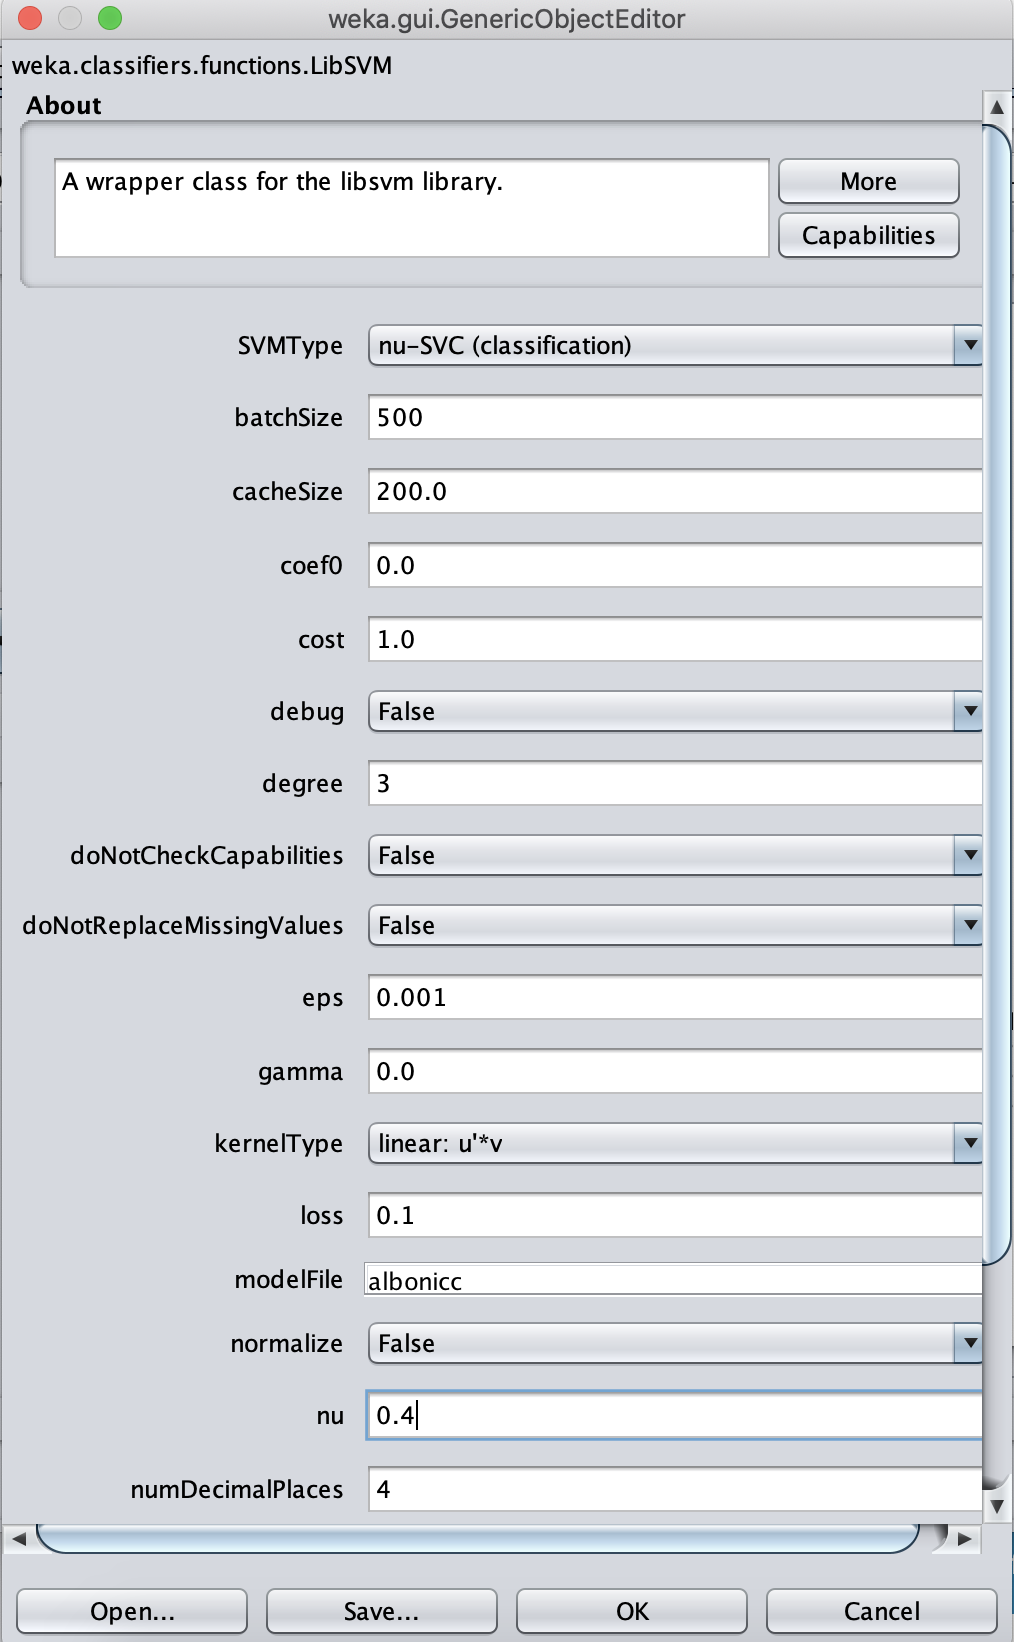 weka.gui.GenericObjectEditor
weka.classifiers.functions.LibSVM
About
A wrapper class for the libsvm library.
More
Capabilities
SVMType nu-SVC (classification)
batchSize 500
cacheSize 200.0
coef0 0.0
cost 1.0
debug False
degree 3
doNotCheckCapabilities False
doNotReplaceMissingValues False
eps 0.001
gamma 0.0
kernelType linear: u'*v
loss 0.1
modelFile albonicc
normalize False
nu 0.4
numDecimalPlaces 4
Open... Save... OK Cancel